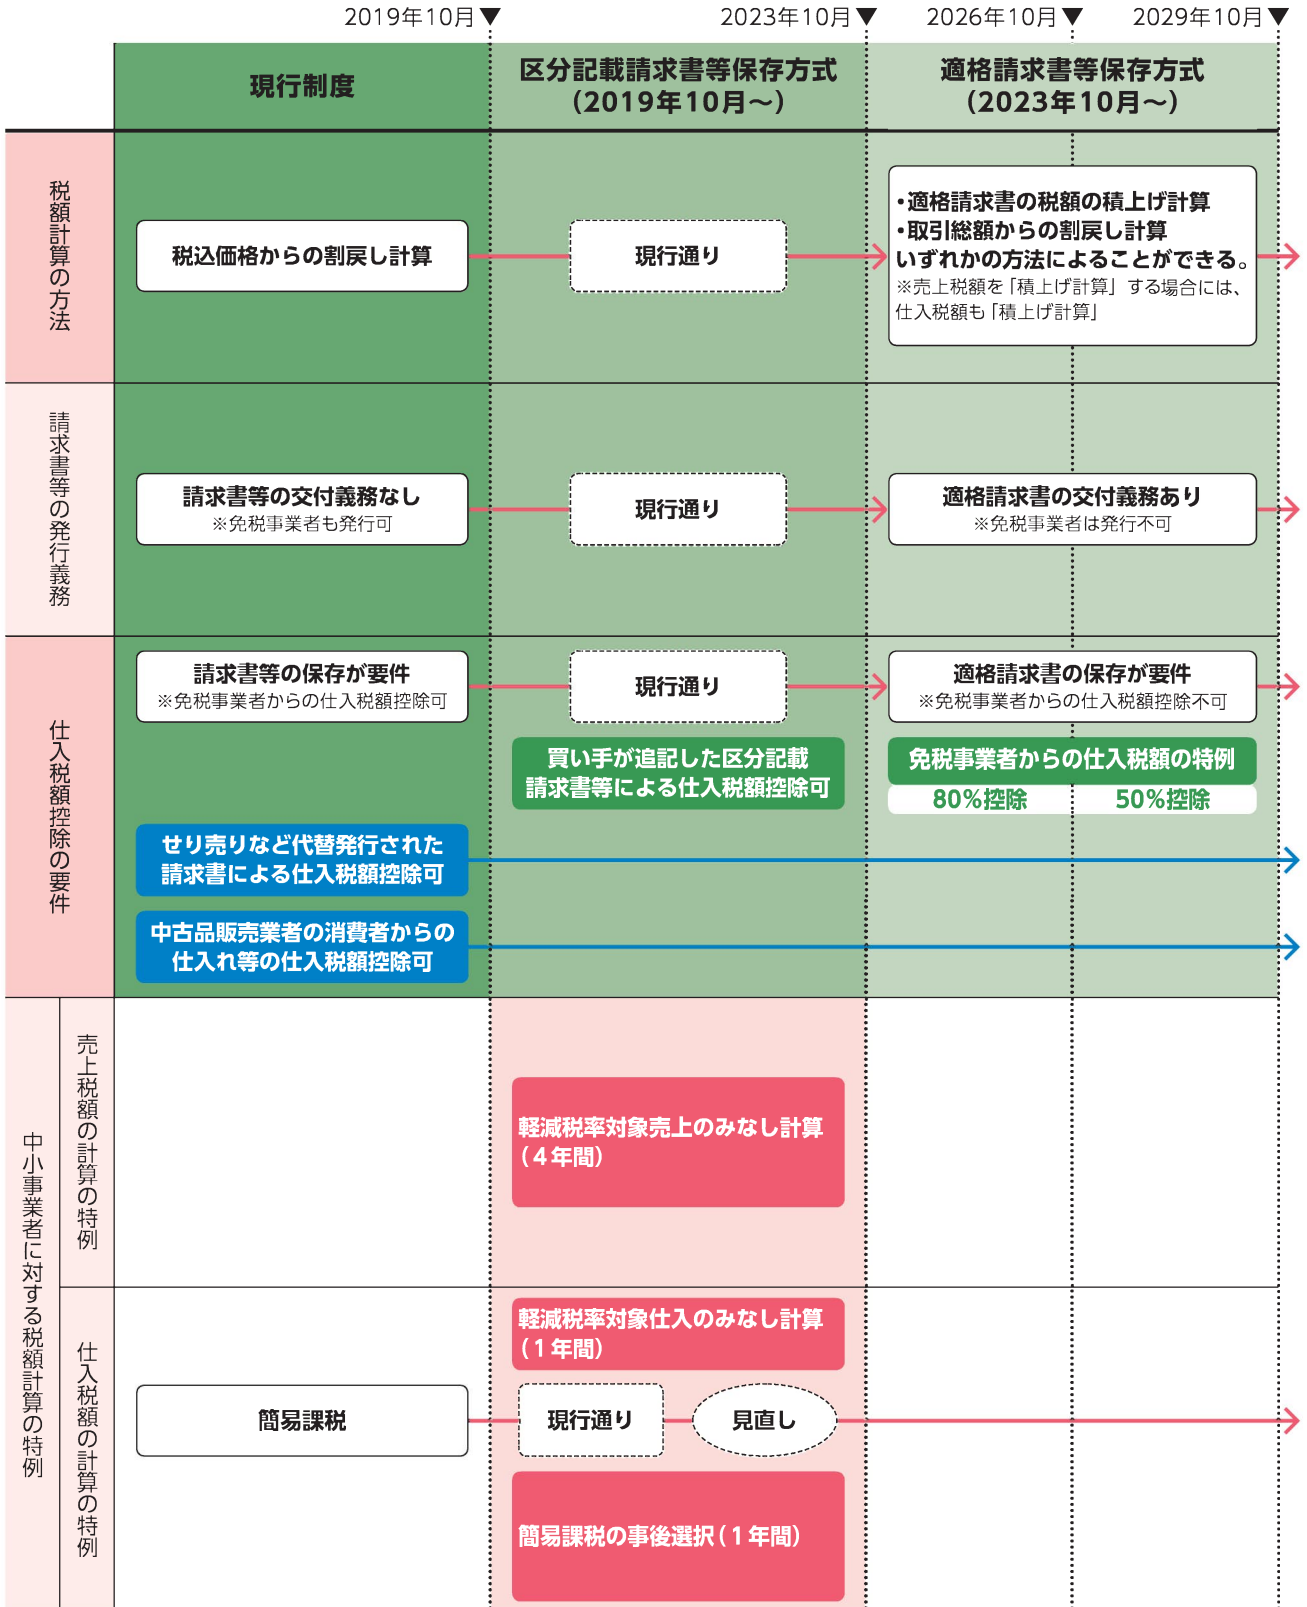 2019年10月▼
2023年10月▼
2026年10月▼
2029年10月▼
現行制度
区分記載請求書等保存方式
（2019年10月～）
適格請求書等保存方式
（2023年10月～）
税額計算の方法
税込価格からの割戻し計算
現行通り
・適格請求書の税額の積上げ計算
・取引総額からの割戻し計算
いずれかの方法によることができる。
※売上税額を「積上げ計算」する場合には、
仕入税額も「積上げ計算」
請求書等の発行義務
請求書等の交付義務なし
※免税事業者も発行可
現行通り
適格請求書の交付義務あり
※免税事業者は発行不可
仕入税額控除の要件
請求書等の保存が要件
※免税事業者からの仕入税額控除可
現行通り
適格請求書の保存が要件
※免税事業者からの仕入税額控除不可
買い手が追記した区分記載
請求書等による仕入税額控除可
免税事業者からの仕入税額の特例
80%控除
50%控除
せり売りなど代替発行された
請求書による仕入税額控除可
中古品販売業者の消費者からの
仕入れ等の仕入税額控除可
中小事業者に対する税額計算の特例
売上税額の計算の特例
軽減税率対象売上のみなし計算
（4年間）
仕入税額の計算の特例
軽減税率対象仕入のみなし計算
（1年間）
簡易課税
現行通り
見直し
簡易課税の事後選択（1年間）